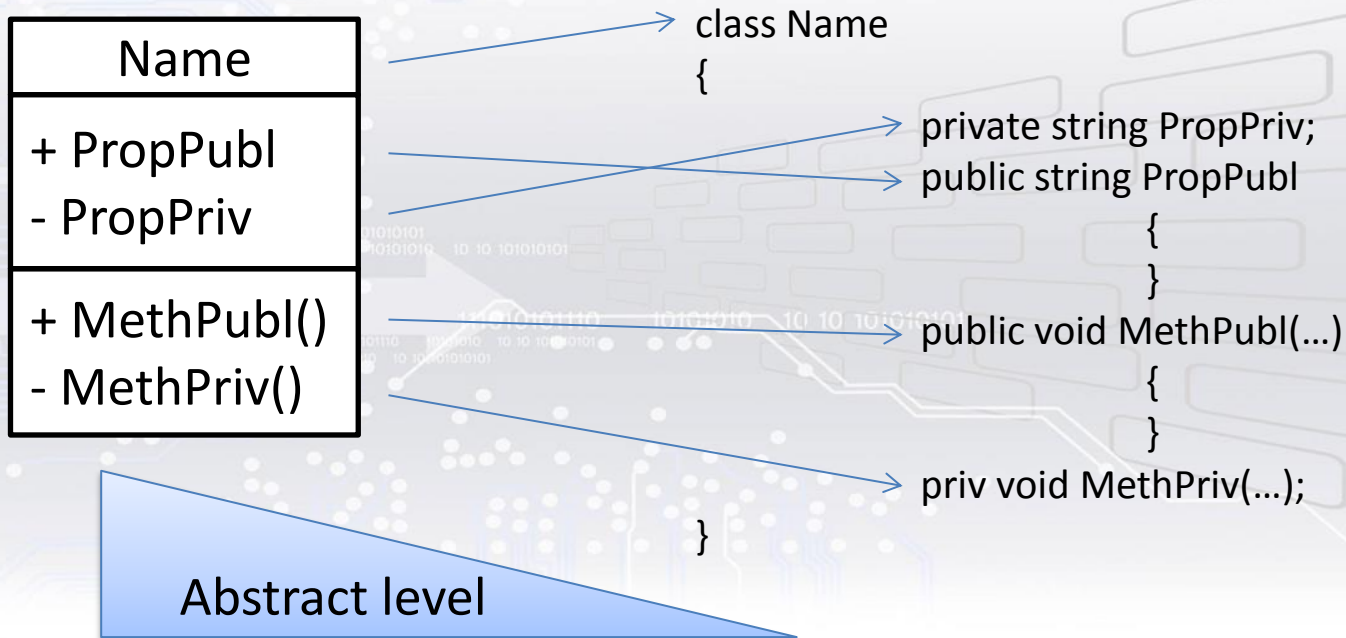 Name
+ PropPubl
- PropPriv
+ MethPubl()
- MethPriv()
class Name
{
private string PropPriv;
public string PropPubl
{
}
public void MethPubl(…)
{
}
priv void MethPriv(…);
}
Abstract level